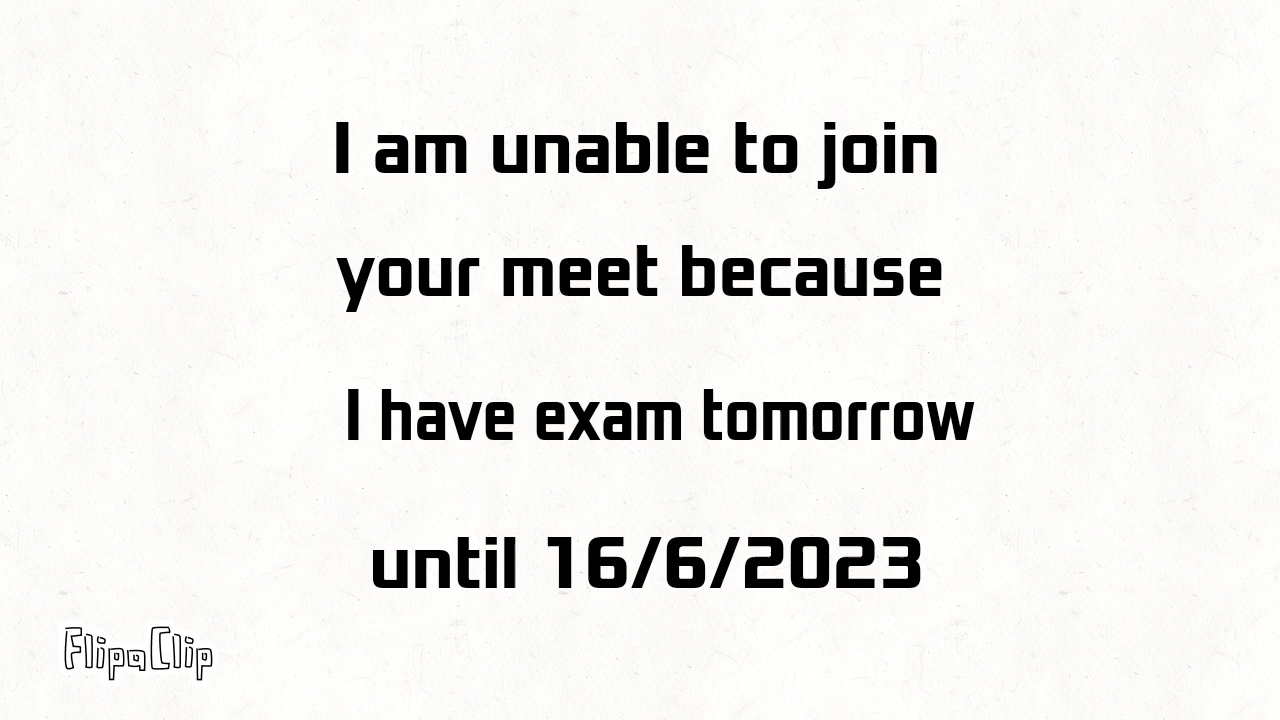 I am unable to join
your meet because
I have exam tomorrow
until 16/6/2023
FlipaClip